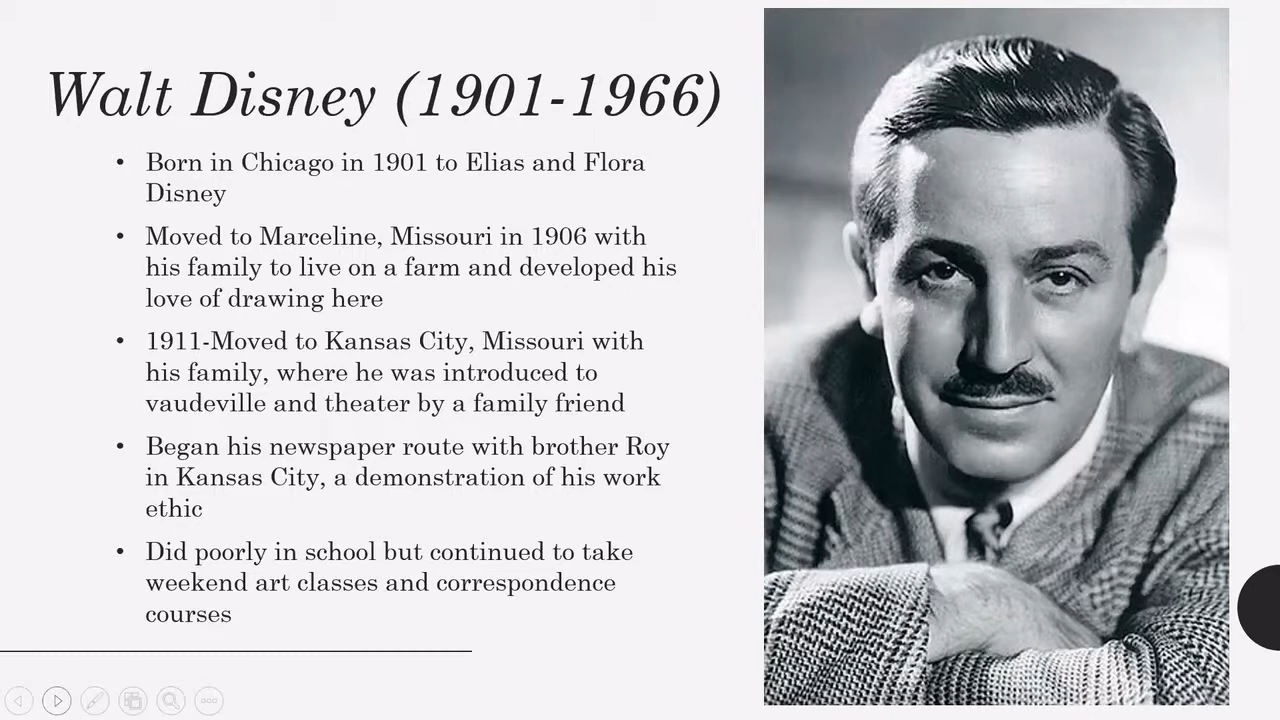 Walt Disney (1901-1966)
• Born in Chicago in 1901 to Elias and Flora
Disney
• Moved to Marceline, Missouri in 1906 with
his family to live on a farm and developed his
love of drawing here
• 1911-Moved to Kansas City, Missouri with
his family, where he was introduced to
vaudeville and theater by a family friend
• Began his newspaper route with brother Roy
in Kansas City, a demonstration of his work
ethic
• Did poorly in school but continued to take
weekend art classes and correspondence
courses